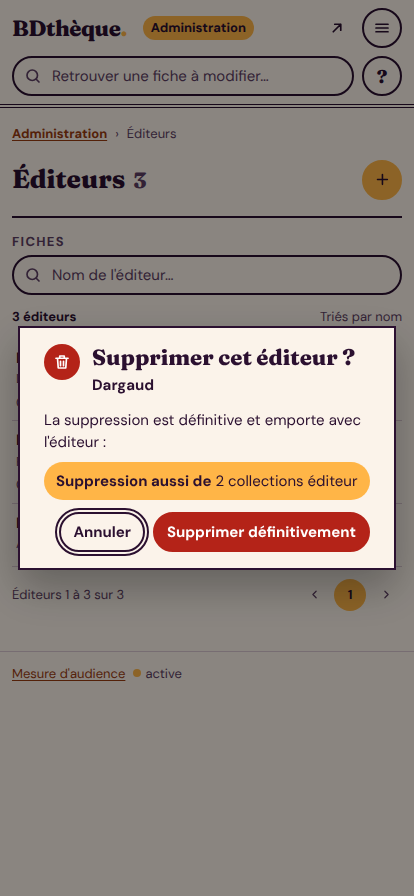 BDthèque.
Administration
Retrouver une fiche à modifier...
?
Administration › Éditeurs
Éditeurs 3
+
FICHES
Nom de l'éditeur...
3 éditeurs
Triés par nom
Supprimer cet éditeur ?
Dargaud
La suppression est définitive et emporte avec
l'éditeur :
Suppression aussi de 2 collections éditeur
Annuler
Supprimer définitivement
Éditeurs 1 à 3 sur 3
‹ 1 ›
Mesure d'audience active